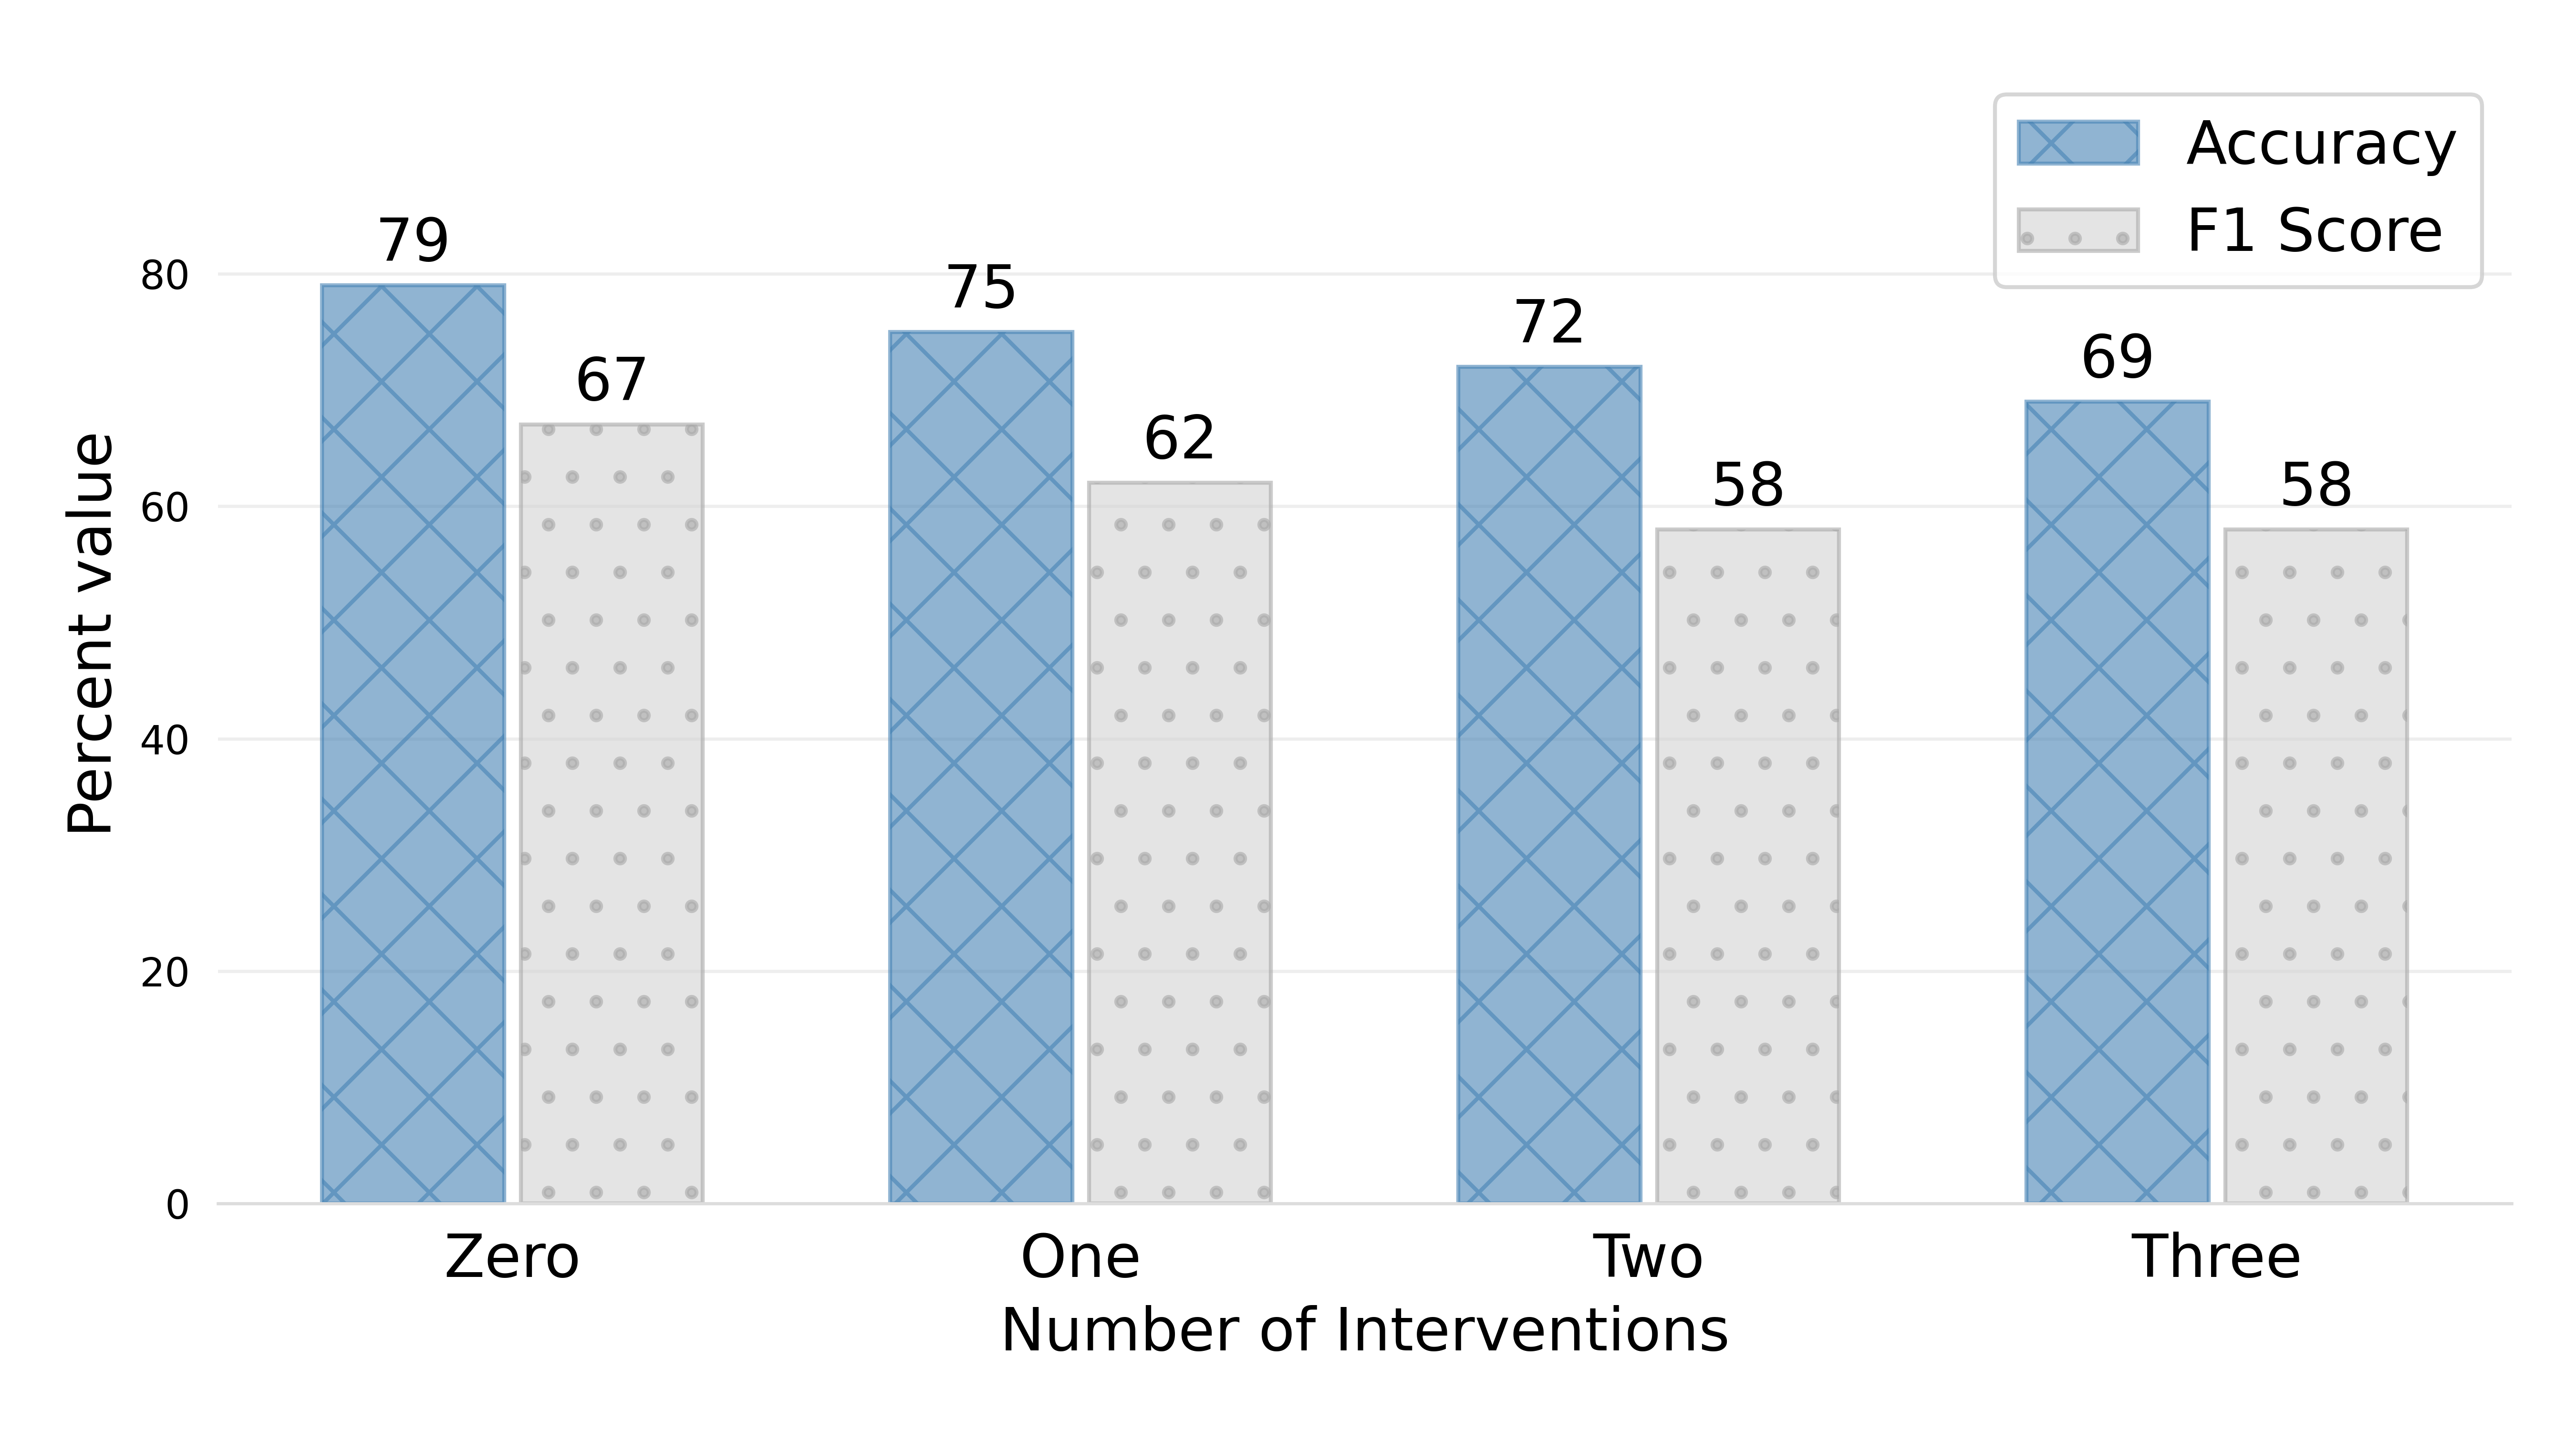 Accuracy
F1 Score
79
67
75
62
72
58
69
58
Percent value
80
60
40
20
0
Zero
One
Two
Three
Number of Interventions